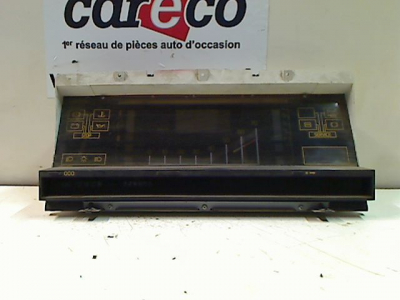 careco
1er réseau de pièces auto d'occasion